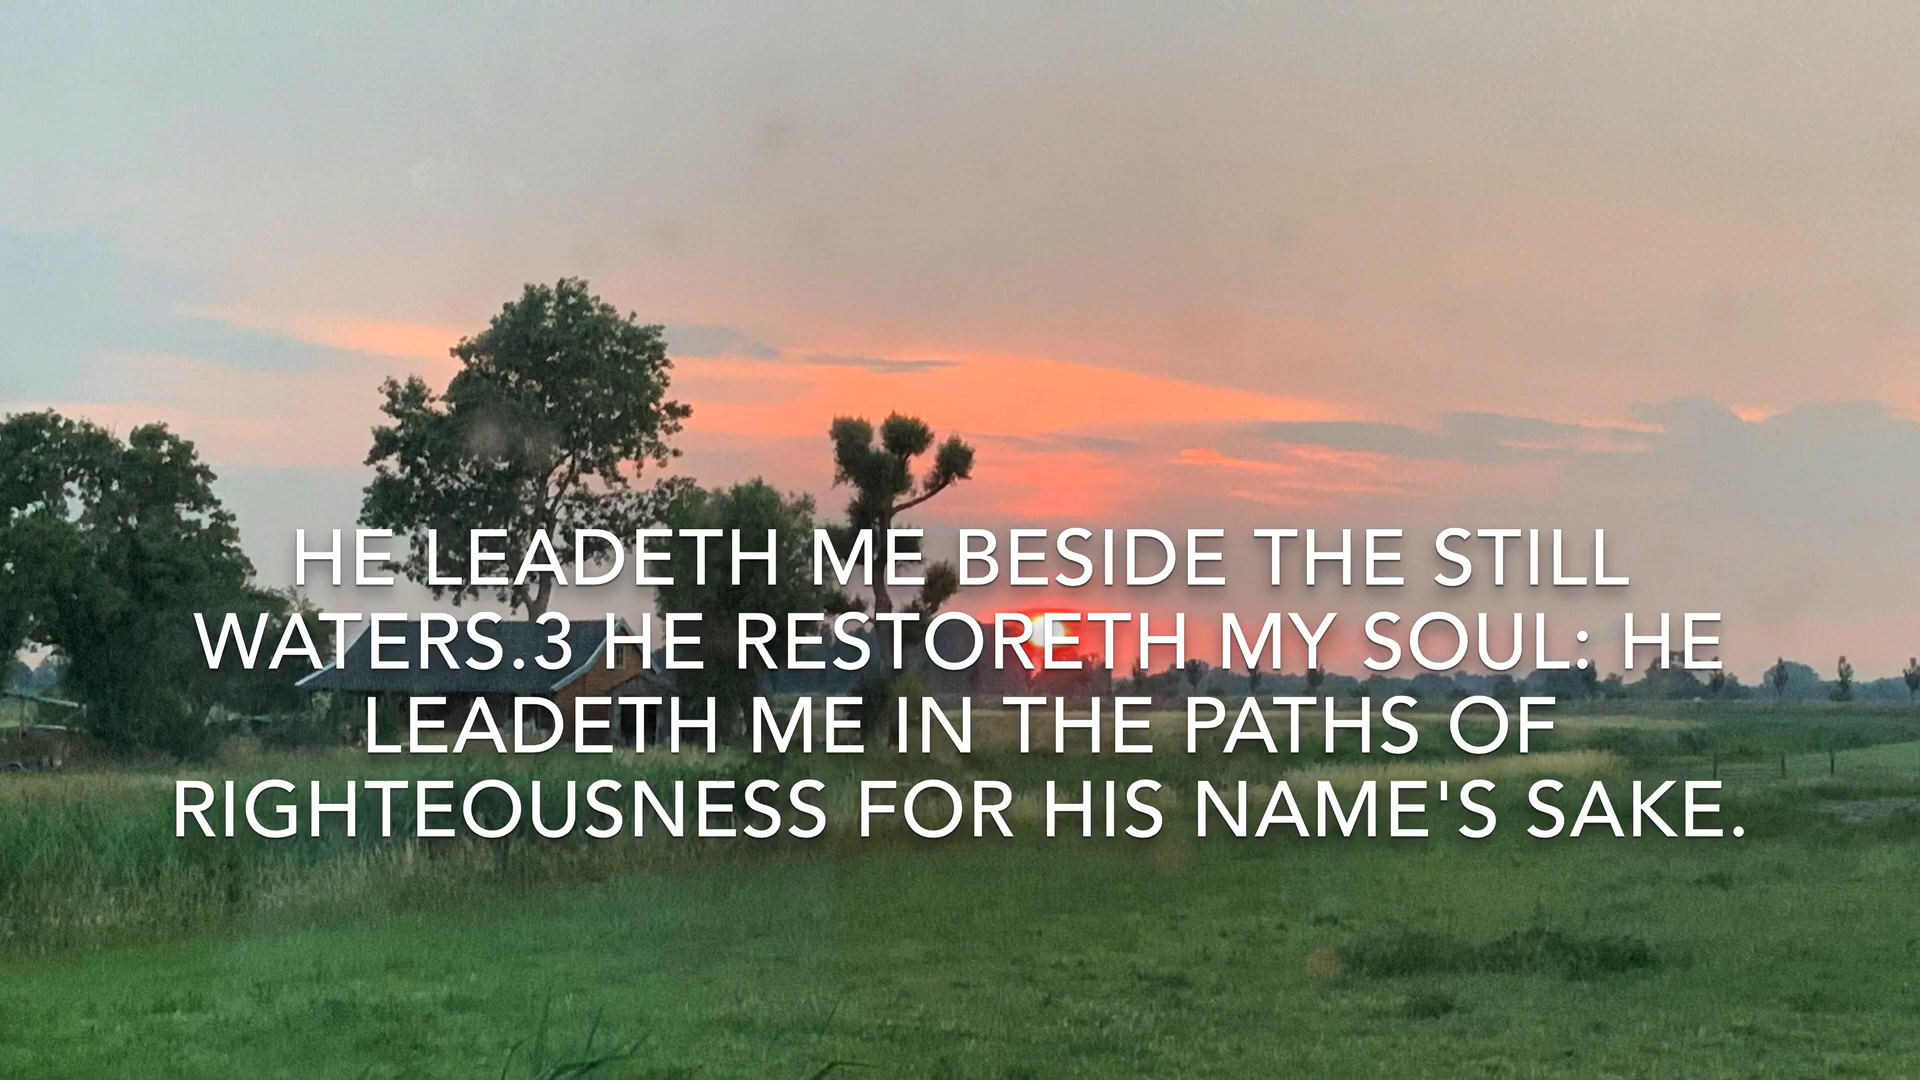 HE LEADETH ME BESIDE THE STILL
WATERS.3 HE RESTORETH MY SOUL: HE
LEADETH ME IN THE PATHS OF
RIGHTEOUSNESS FOR HIS NAME'S SAKE.